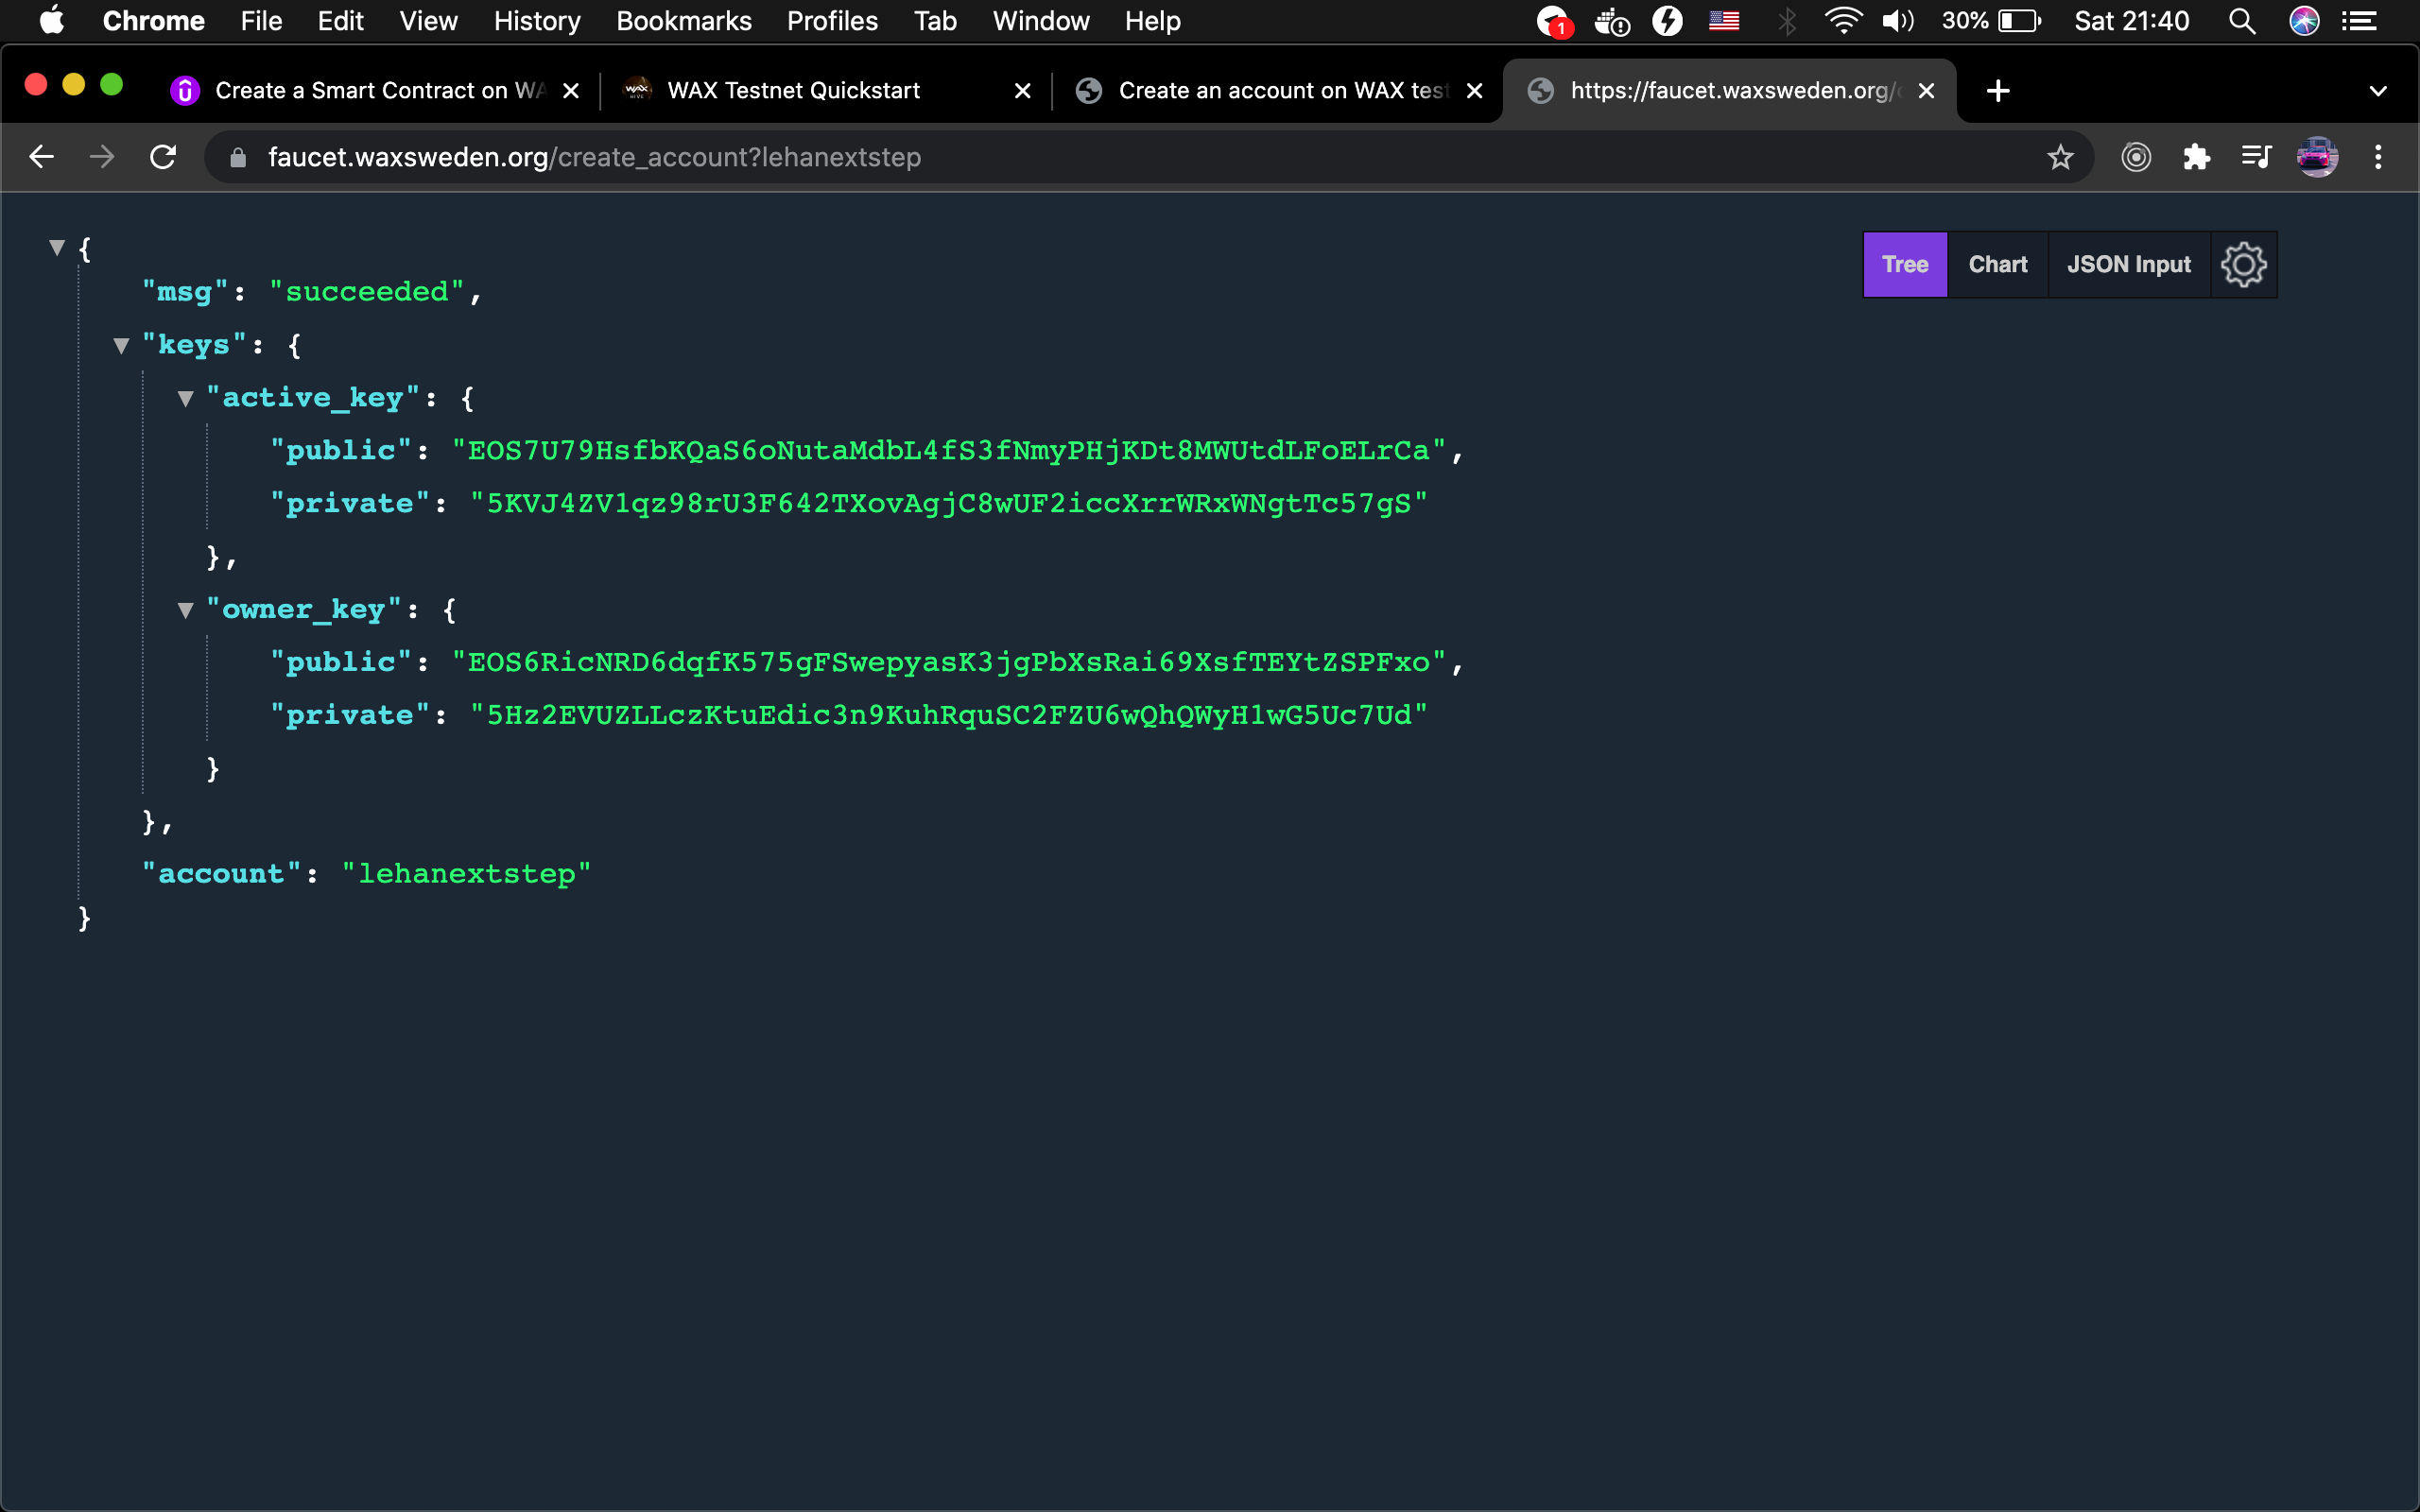 Chrome File Edit View History Bookmarks Profiles Tab Window Help 1 30% Sat 21:40
Create a Smart Contract on WA WAX Testnet Quickstart Create an account on WAX test https://faucet.waxsweden.org/c
faucet.waxsweden.org/create_account?lehanextstep
Tree Chart JSON Input
{
"msg": "succeeded",
"keys": {
"active_key": {
"public": "EOS7U79HsfbKQaS6oNutaMdbL4fS3fNmyPHjKDt8MWUtdLFoELrCa",
"private": "5KVJ4ZV1qz98rU3F642TXovAgjC8wUF2iccXrrWRxWNgtTc57gS"
},
"owner_key": {
"public": "EOS6RicNRD6dqfK575gFSwepyasK3jgPbXsRai69XsfTEYtZSPFxo",
"private": "5Hz2EVUZLLczKtuEdic3n9KuhRquSC2FZU6wQhQWyH1wG5Uc7Ud"
}
},
"account": "lehanextstep"
}